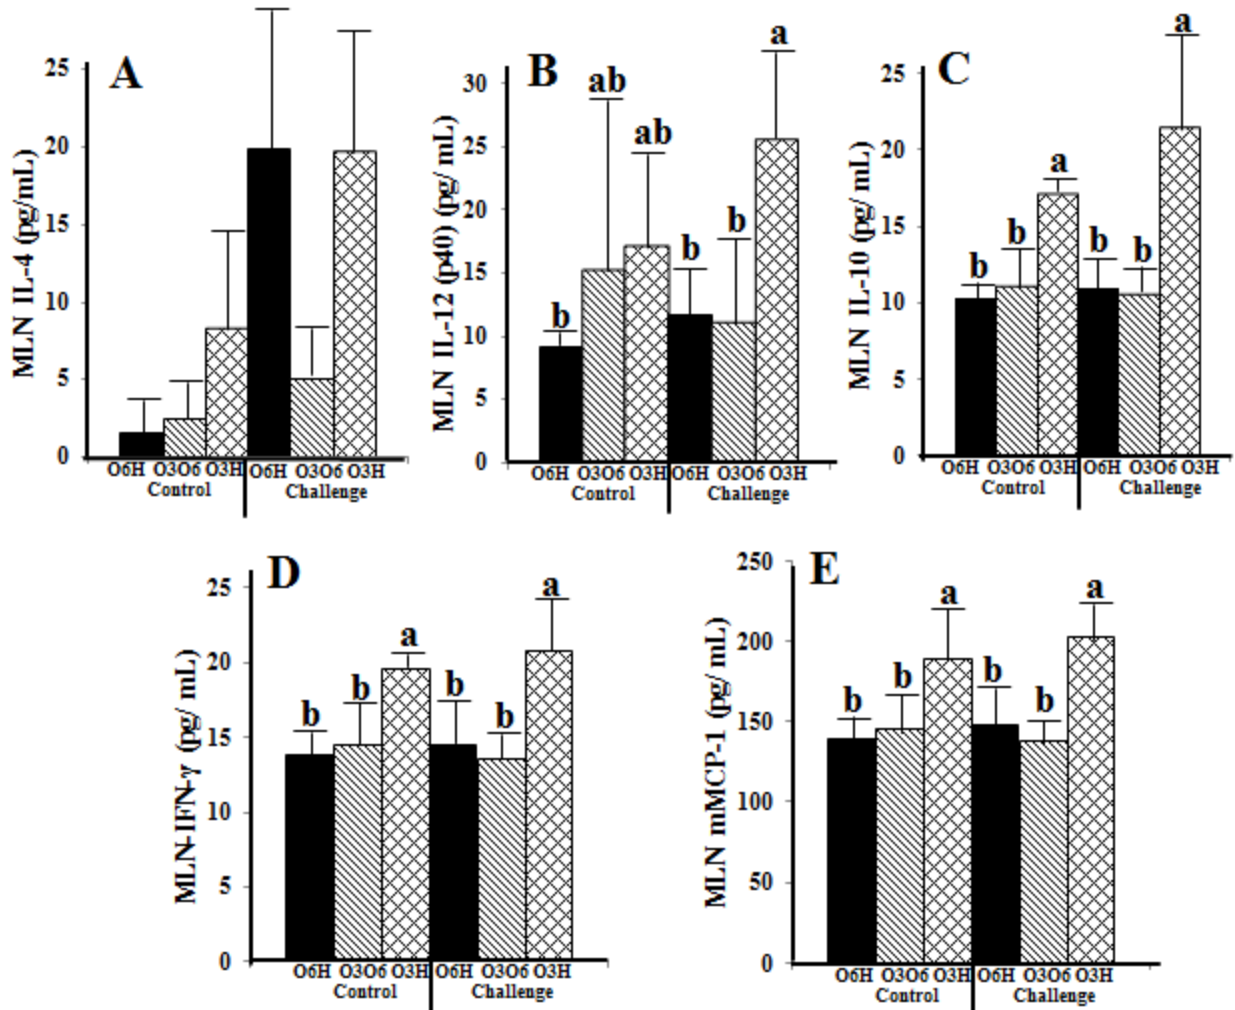 A
MLN IL-4 (pg/mL)
25
20
15
10
5
0
O6H O3O6 O3H O6H O3O6 O3H
Control Challenge
B
MLN IL-12 (p40) (pg/ mL)
30
25
20
15
10
5
0
b ab ab b b a
O6H O3O6 O3H O6H O3O6 O3H
Control Challenge
C
MLN IL-10 (pg/ mL)
25
20
15
10
5
0
b b a b b a
O6H O3O6 O3H O6H O3O6 O3H
Control Challenge
D
MLN-IFN-γ (pg/ mL)
25
20
15
10
5
0
b b a b b a
O6H O3O6 O3H O6H O3O6 O3H
Control Challenge
E
MLN mMCP-1 (pg/ mL)
250
200
150
100
50
0
b b a b b a
O6H O3O6 O3H O6H O3O6 O3H
Control Challenge